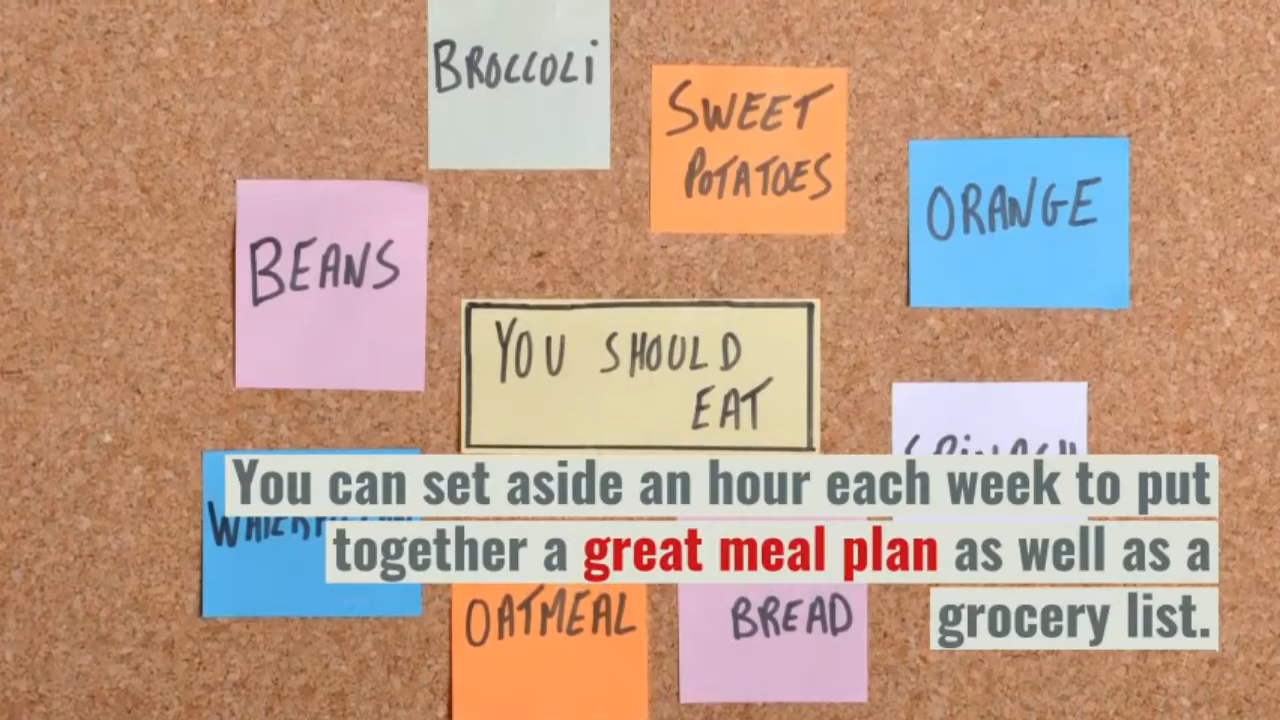 BROCCOLI
SWEET
POTATOES
ORANGE
BEANS
YOU SHOULD
EAT
You can set aside an hour each week to put
together a great meal plan as well as a
grocery list.
OATMEAL
BREAD